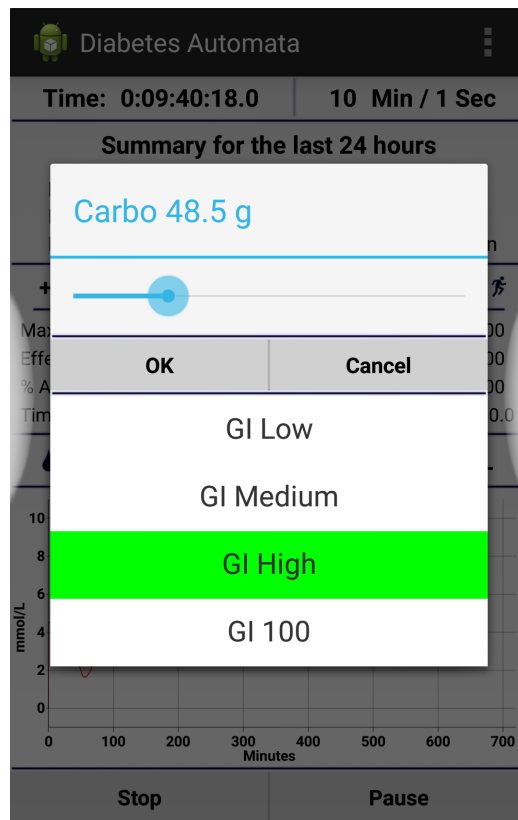 Diabetes Automata
Time: 0:09:40:18.0 10 Min / 1 Sec
Summary for the last 24 hours
Carbo 48.5 g
OK Cancel
GI Low
GI Medium
GI High
GI 100
10
8
6
4
2
0
mmol/L
0 100 200 300 400 500 600 700
Minutes
Stop Pause